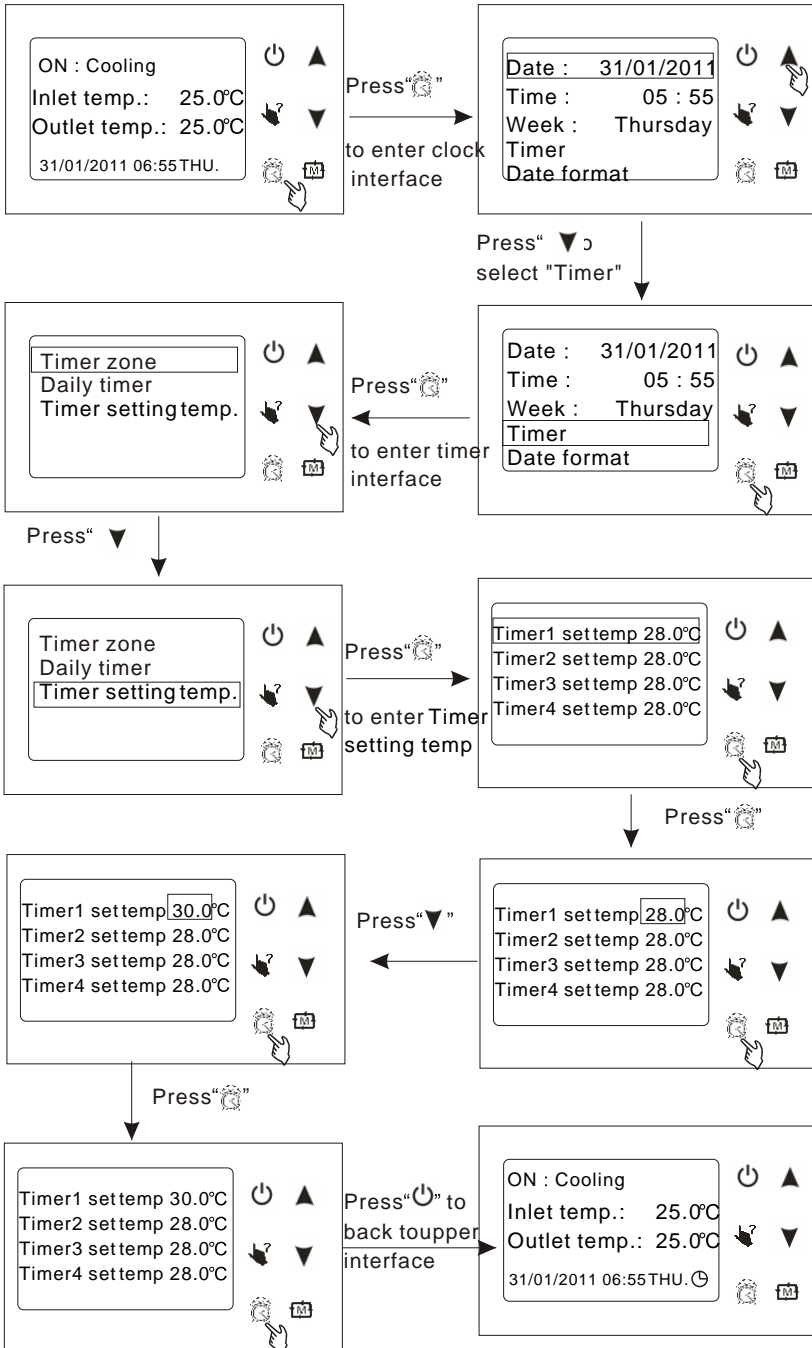 ON : Cooling
Inlet temp.: 25.0℃
Outlet temp.: 25.0℃
31/01/2011 06:55THU.
M
Press“ ”
to enter clock
interface
Date : 31/01/2011
Time : 05 : 55
Week : Thursday
Timer
Date format
M
Press“ ▼
select "Timer"
Date : 31/01/2011
Time : 05 : 55
Week : Thursday
Timer
Date format
M
Press“ ”
to enter timer
interface
Timer zone
Daily timer
Timer setting temp.
M
Press“ ▼
Timer zone
Daily timer
Timer setting temp.
M
Press“ ”
to enter Timer
setting temp
Timer1 set temp 28.0℃
Timer2 set temp 28.0℃
Timer3 set temp 28.0℃
Timer4 set temp 28.0℃
M
Press“ ”
Timer1 set temp 28.0℃
Timer2 set temp 28.0℃
Timer3 set temp 28.0℃
Timer4 set temp 28.0℃
M
Press“▼”
Timer1 set temp 30.0℃
Timer2 set temp 28.0℃
Timer3 set temp 28.0℃
Timer4 set temp 28.0℃
M
Press“ ”
Timer1 set temp 30.0℃
Timer2 set temp 28.0℃
Timer3 set temp 28.0℃
Timer4 set temp 28.0℃
M
Press“⏻” to
back toupper
interface
ON : Cooling
Inlet temp.: 25.0℃
Outlet temp.: 25.0℃
31/01/2011 06:55THU.
M